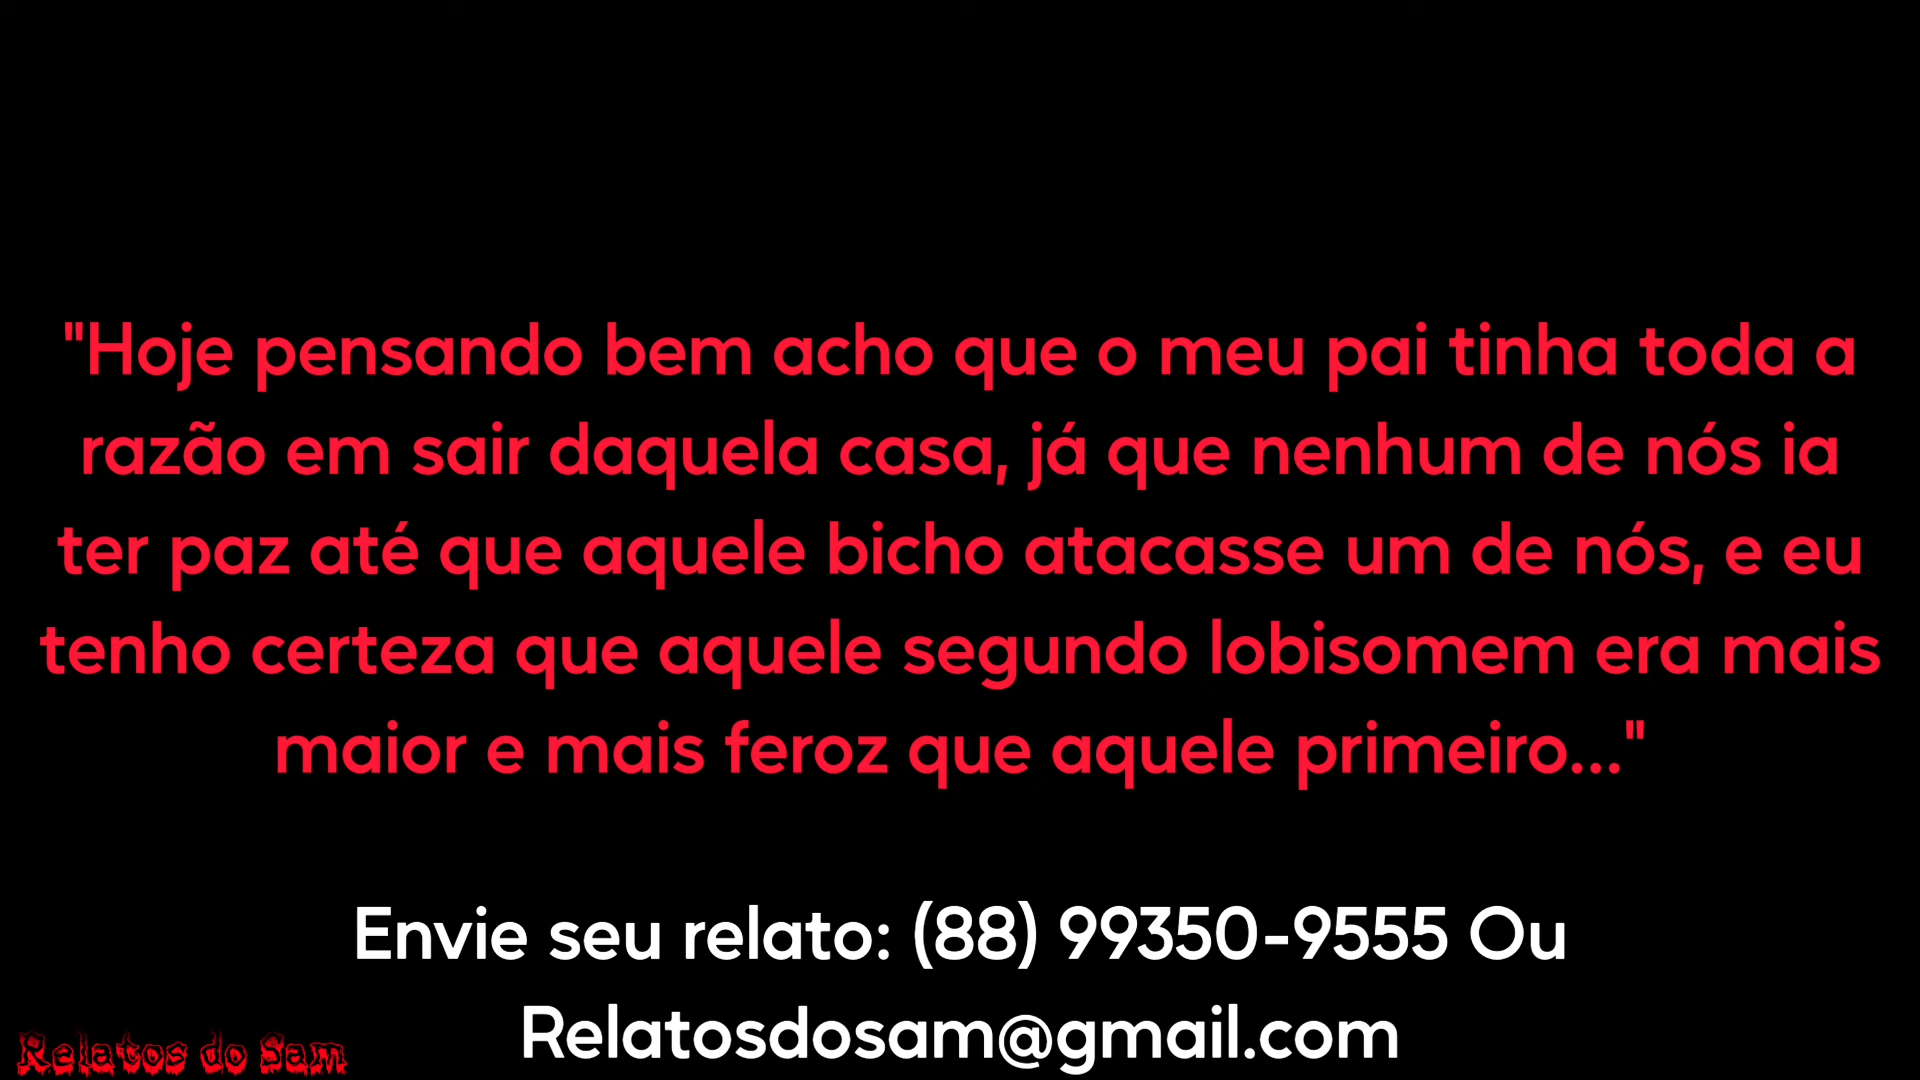 "Hoje pensando bem acho que o meu pai tinha toda a
razão em sair daquela casa, já que nenhum de nós ia
ter paz até que aquele bicho atacasse um de nós, e eu
tenho certeza que aquele segundo lobisomem era mais
maior e mais feroz que aquele primeiro..."
Envie seu relato: (88) 99350-9555 Ou
Relatosdosam@gmail.com
Relatos do Sam